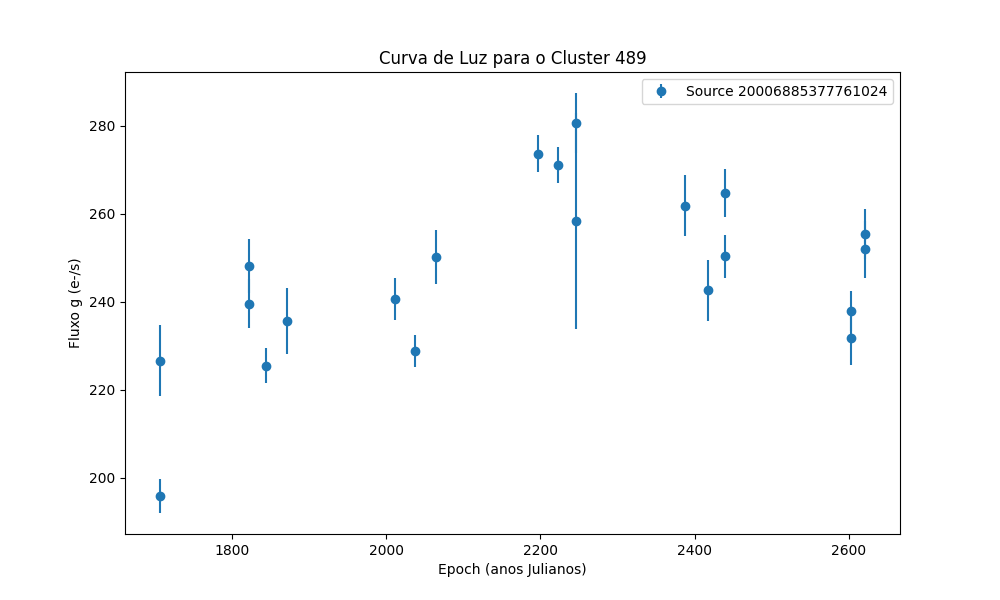 Curva de Luz para o Cluster 489
Source 20006885377761024
Fluxo g (e-/s)
280
260
240
220
200
1800 2000 2200 2400 2600
Epoch (anos Julianos)